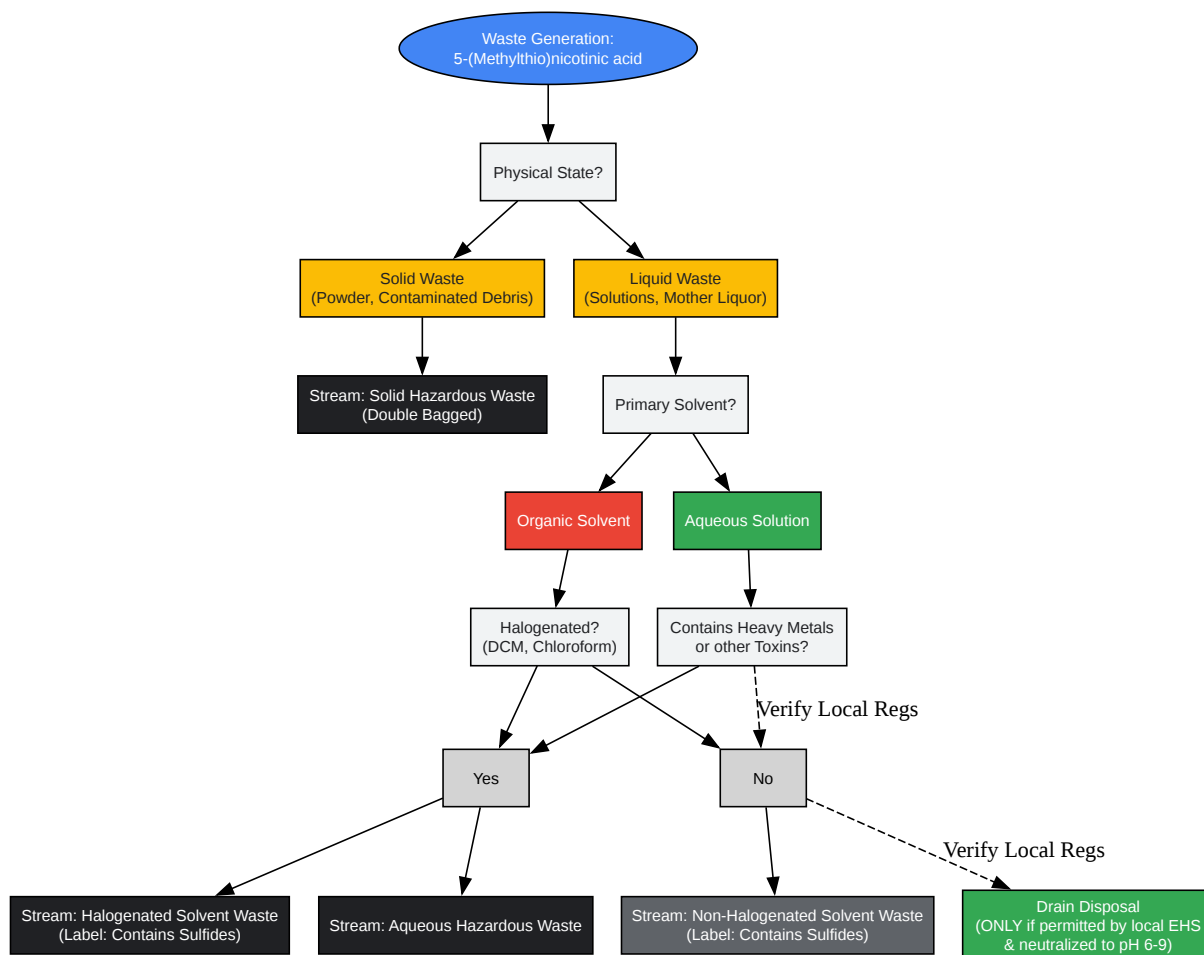 Waste Generation:
5-(Methylthio)nicotinic acid
Physical State?
Solid Waste
(Powder, Contaminated Debris)
Liquid Waste
(Solutions, Mother Liquor)
Stream: Solid Hazardous Waste
(Double Bagged)
Primary Solvent?
Organic Solvent
Aqueous Solution
Halogenated?
(DCM, Chloroform)
Contains Heavy Metals
or other Toxins?
Verify Local Regs
Yes
No
Verify Local Regs
Stream: Halogenated Solvent Waste
(Label: Contains Sulfides)
Stream: Aqueous Hazardous Waste
Stream: Non-Halogenated Solvent Waste
(Label: Contains Sulfides)
Drain Disposal
(ONLY if permitted by local EHS
& neutralized to pH 6-9)